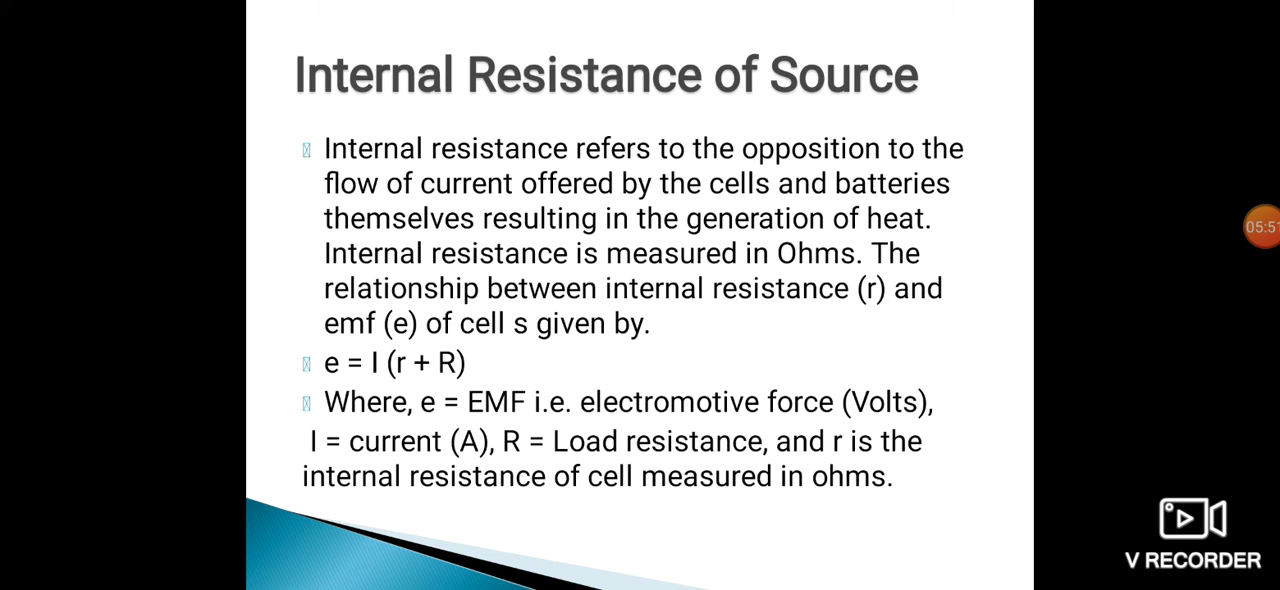 Internal Resistance of Source
Internal resistance refers to the opposition to the
flow of current offered by the cells and batteries
themselves resulting in the generation of heat.
Internal resistance is measured in Ohms. The
relationship between internal resistance (r) and
emf (e) of cell s given by.
e = I (r + R)
Where, e = EMF i.e. electromotive force (Volts),
I = current (A), R = Load resistance, and r is the
internal resistance of cell measured in ohms.
V RECORDER